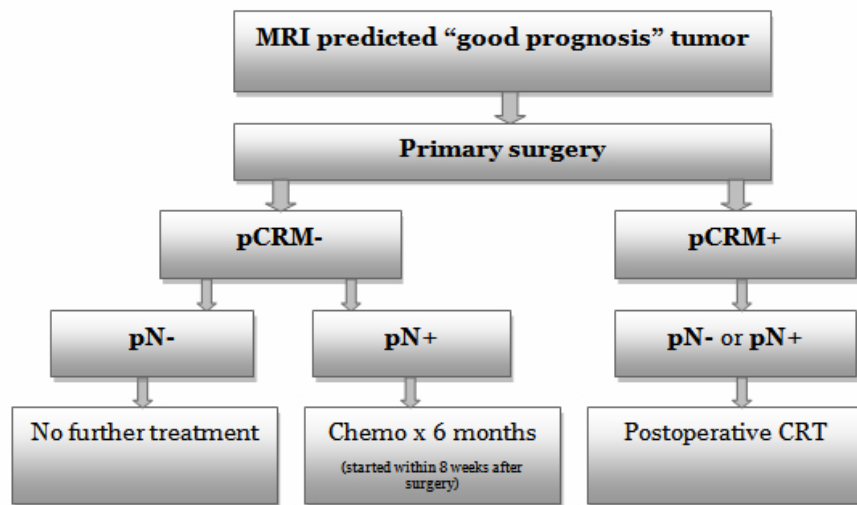 MRI predicted “good prognosis” tumor
Primary surgery
pCRM-
pCRM+
pN-
pN+
pN- or pN+
No further treatment
Chemo x 6 months
(started within 8 weeks after
surgery)
Postoperative CRT